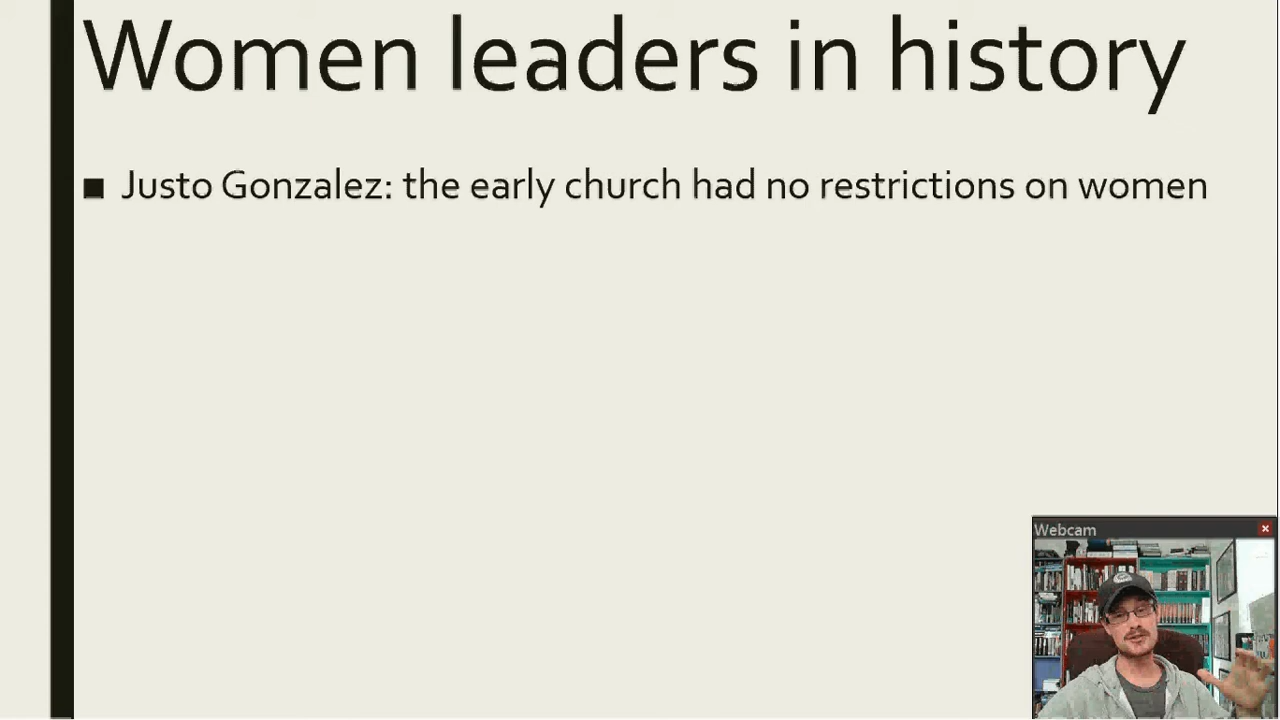 Women leaders in history
■ Justo Gonzalez: the early church had no restrictions on women
Webcam